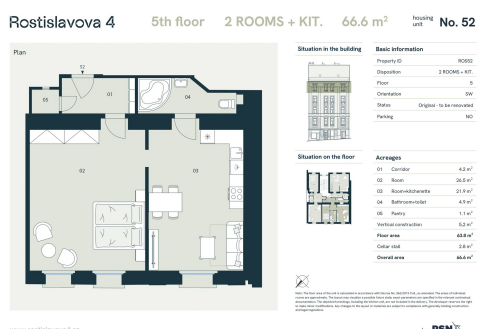 Rostislavova 4
5th floor 2 ROOMS + KIT. 66.6 m²
housing unit No. 52
Plan
52
05
01
04
02
03
Situation in the building
Situation on the floor
Basic information
Property ID RO552
Disposition 2 ROOMS + KIT.
Floor 5
Orientation SW
Status Original - to be renovated
Parking NO
Acreages
01 Corridor 4.2 m²
02 Room 26.5 m²
03 Room+kitchenette 21.9 m²
04 Bathroom+toilet 4.9 m²
05 Pantry 1.1 m²
Vertical construction 5.2 m²
Floor area 63.8 m²
Cellar stall 2.8 m²
Overall area 66.6 m²